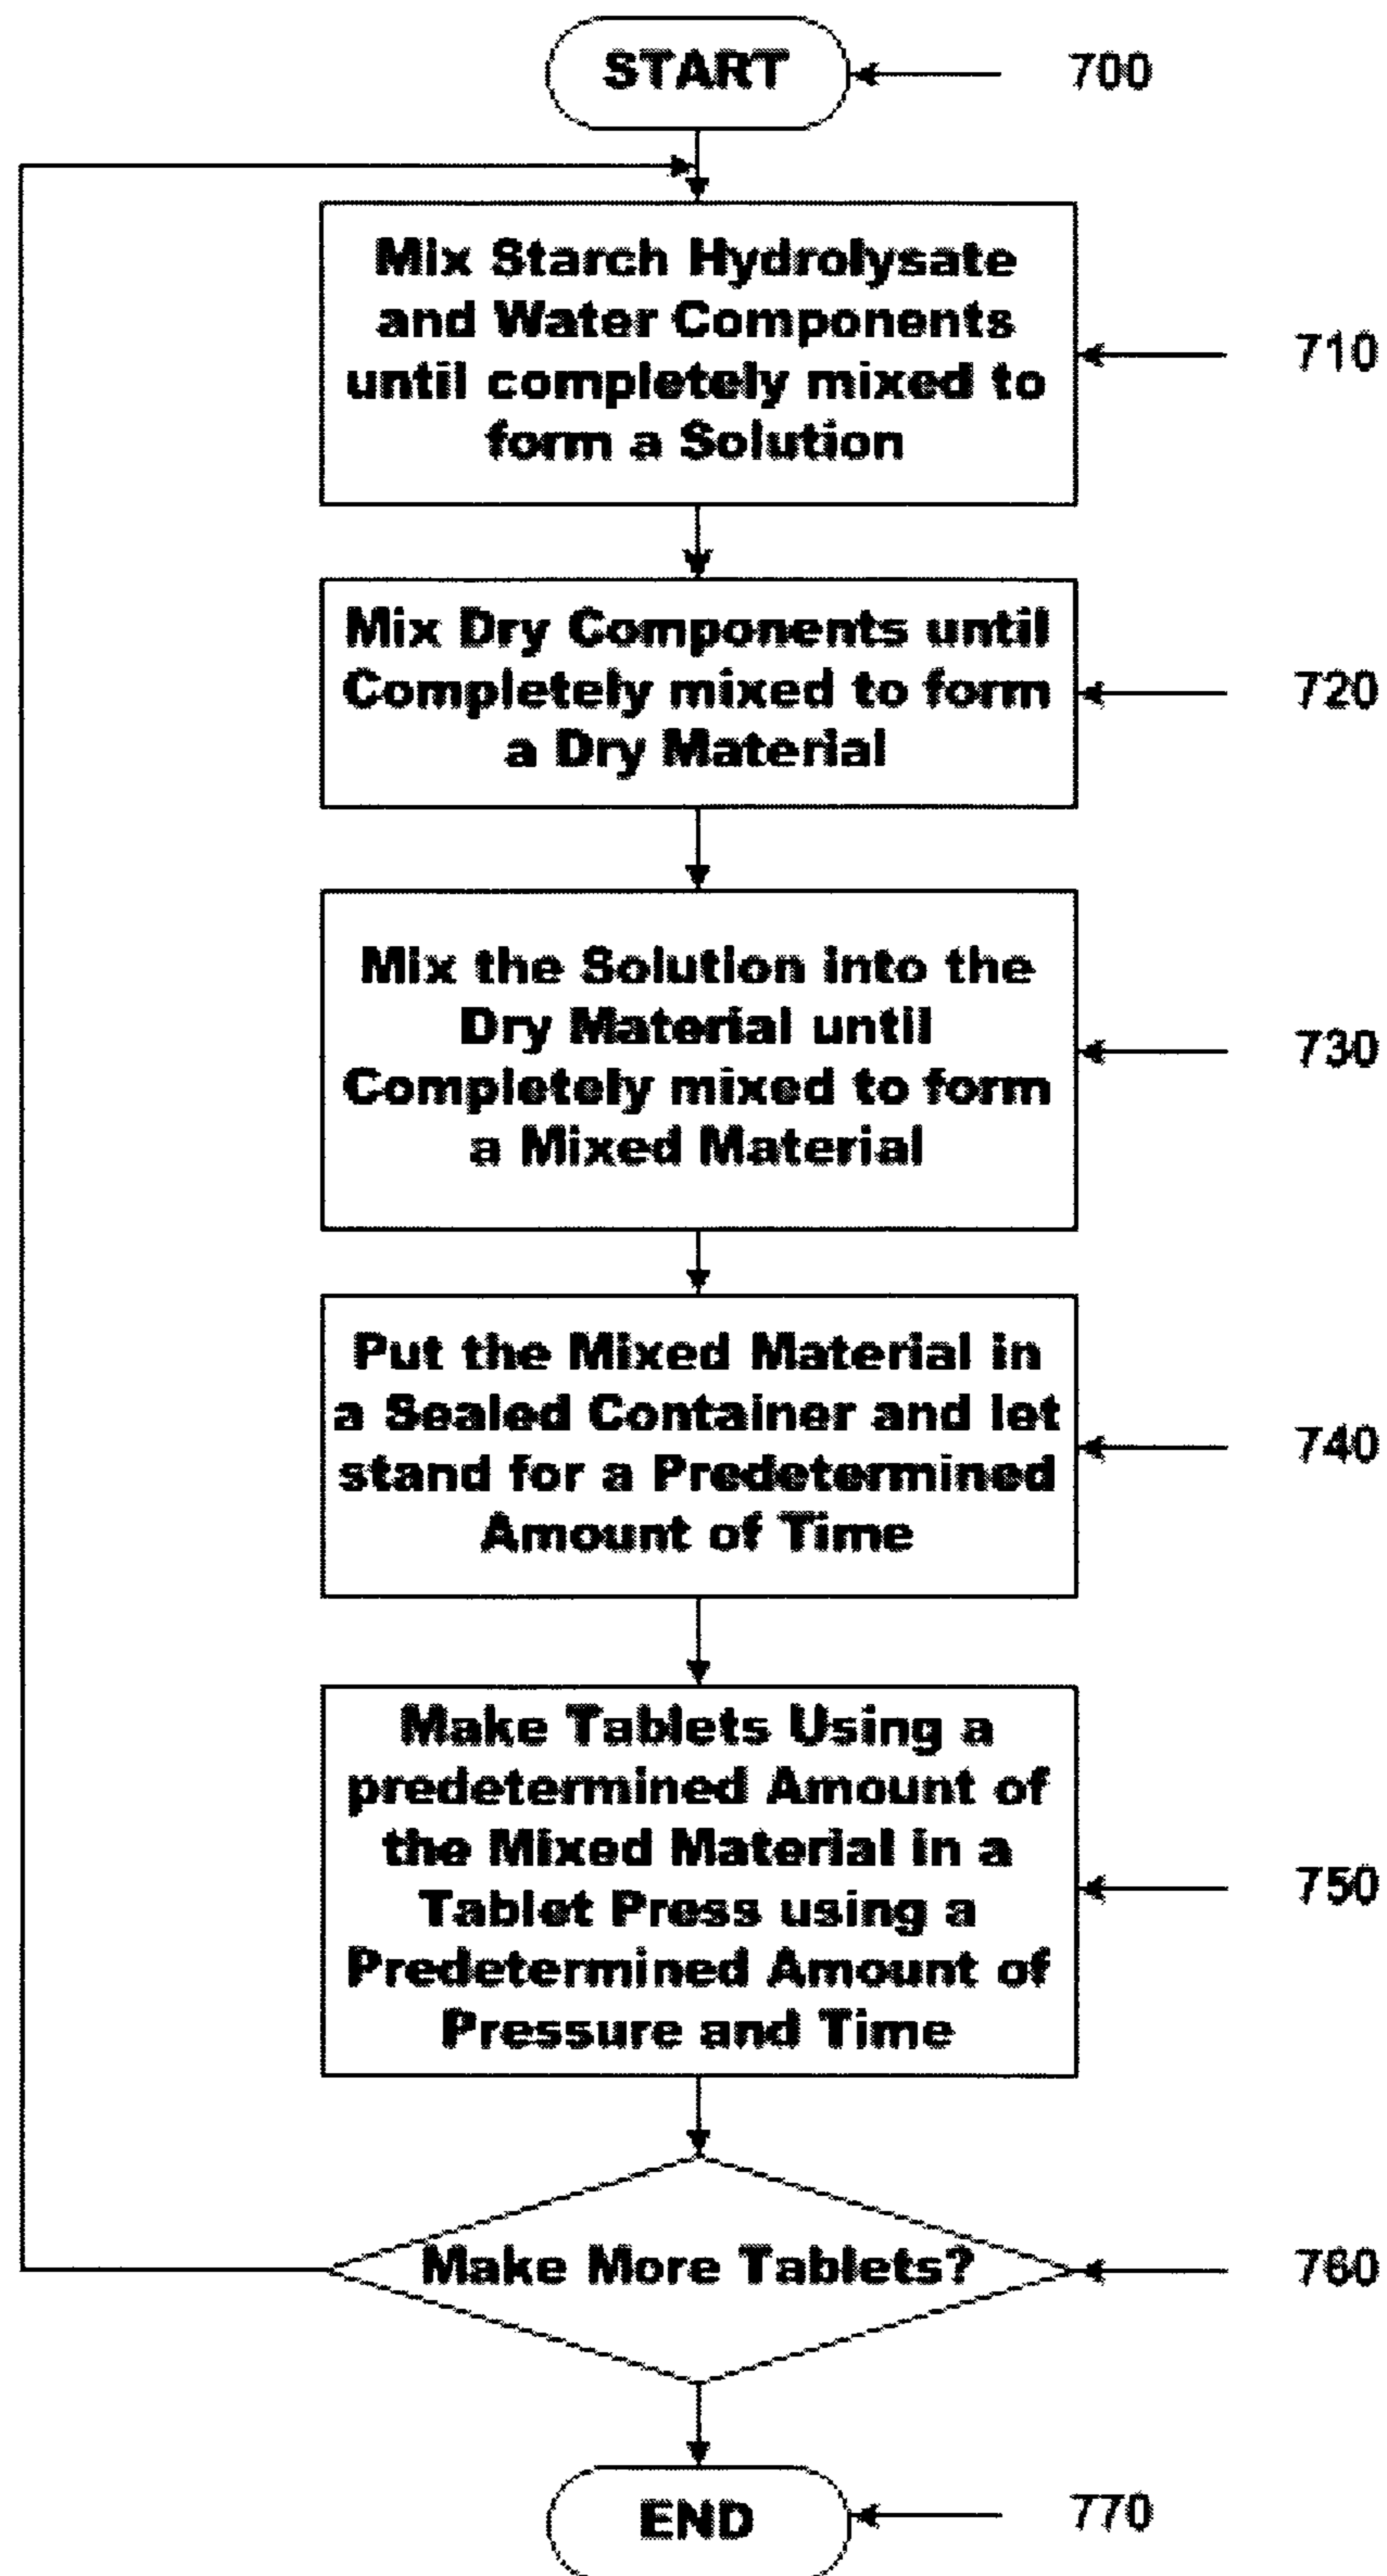 START
700
Mix Starch Hydrolysate
and Water Components
until completely mixed to
form a Solution
710
Mix Dry Components until
Completely mixed to form
a Dry Material
720
Mix the Solution into the
Dry Material until
Completely mixed to form
a Mixed Material
730
Put the Mixed Material in
a Sealed Container and let
stand for a Predetermined
Amount of Time
740
Make Tablets Using a
predetermined Amount of
the Mixed Material in a
Tablet Press using a
Predetermined Amount of
Pressure and Time
750
Make More Tablets?
760
END
770